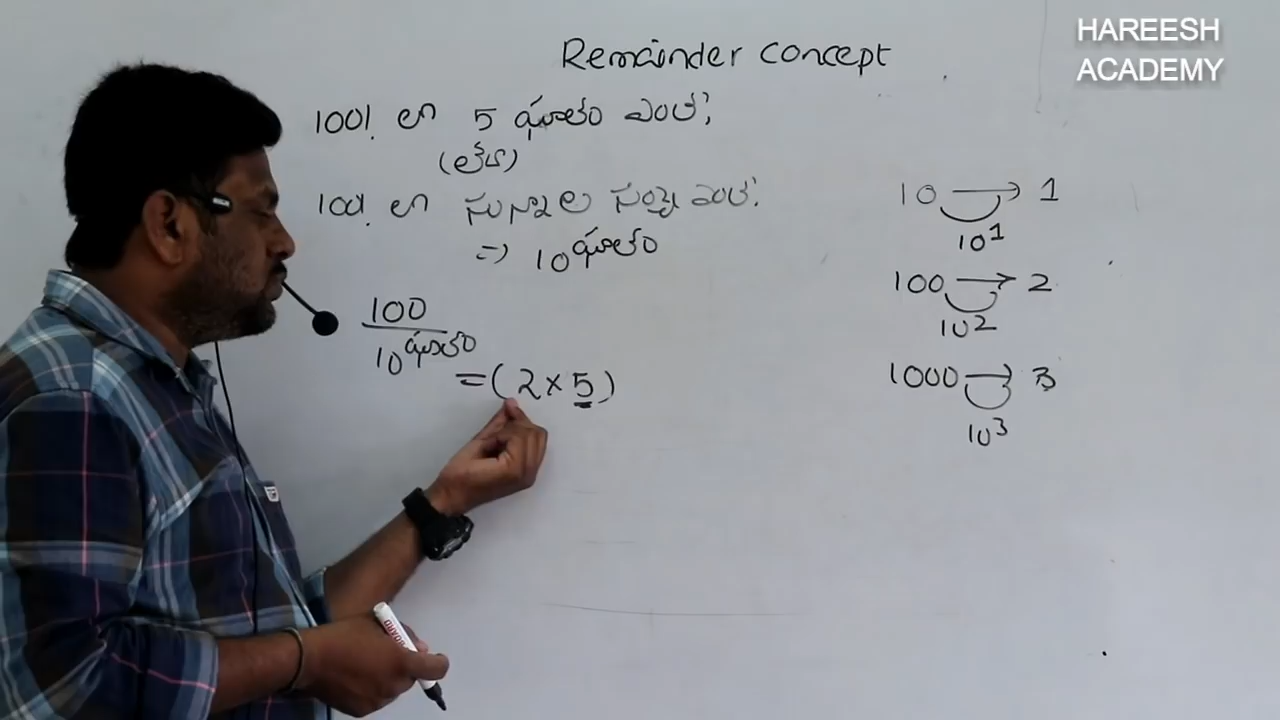 HAREESH
ACADEMY
Remainder concept
100! లో 5 ఘాతం ఎంత?
(లేదా)
100! లో సున్నాల సంఖ్య ఎంత?
=> 10 ఘాతం
100
10 ఘాతం
= (2 × 5)
10 → 1
10¹
100 → 2
10²
1000 → 3
10³